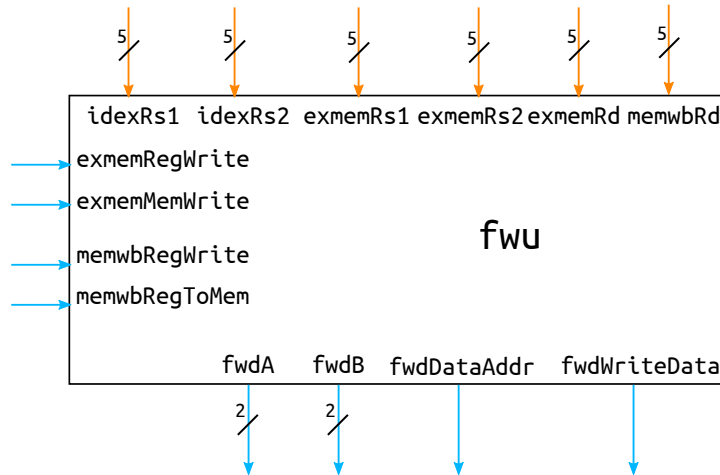 5 5 5 5 5 5
idexRs1 idexRs2 exmemRs1 exmemRs2 exmemRd memwbRd
exmemRegWrite
exmemMemWrite
fwu
memwbRegWrite
memwbRegToMem
fwdA fwdB fwdDataAddr fwdWriteData
2 2